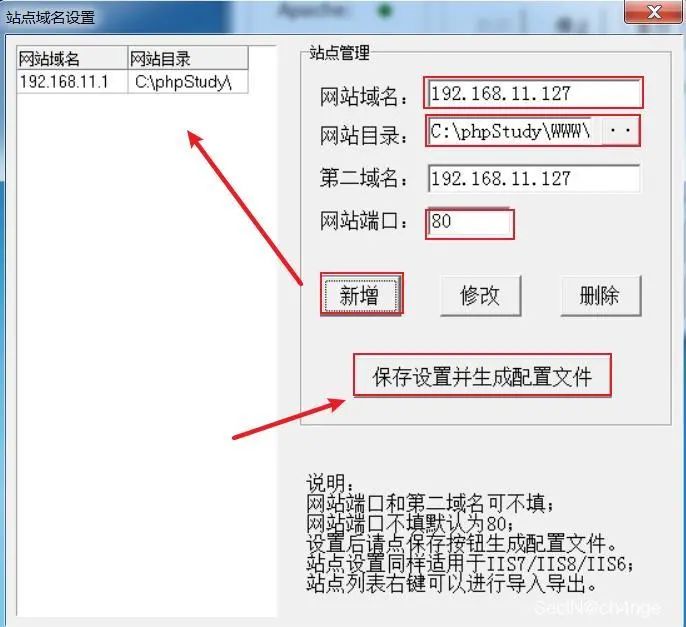 Apache:
站点域名设置
网站域名 网站目录
192.168.11.1 C:\phpStudy\
站点管理
网站域名: 192.168.11.127
网站目录: C:\phpStudy\WWW\ ..
第二域名: 192.168.11.127
网站端口: 80
新增 修改 删除
保存设置并生成配置文件
说明:
网站端口和第二域名可不填;
网站端口不填默认为80;
设置后请点保存按钮生成配置文件。
站点设置同样适用于IIS7/IIS8/IIS6;
站点列表右键可以进行导入导出。
SecIN@ch4nge